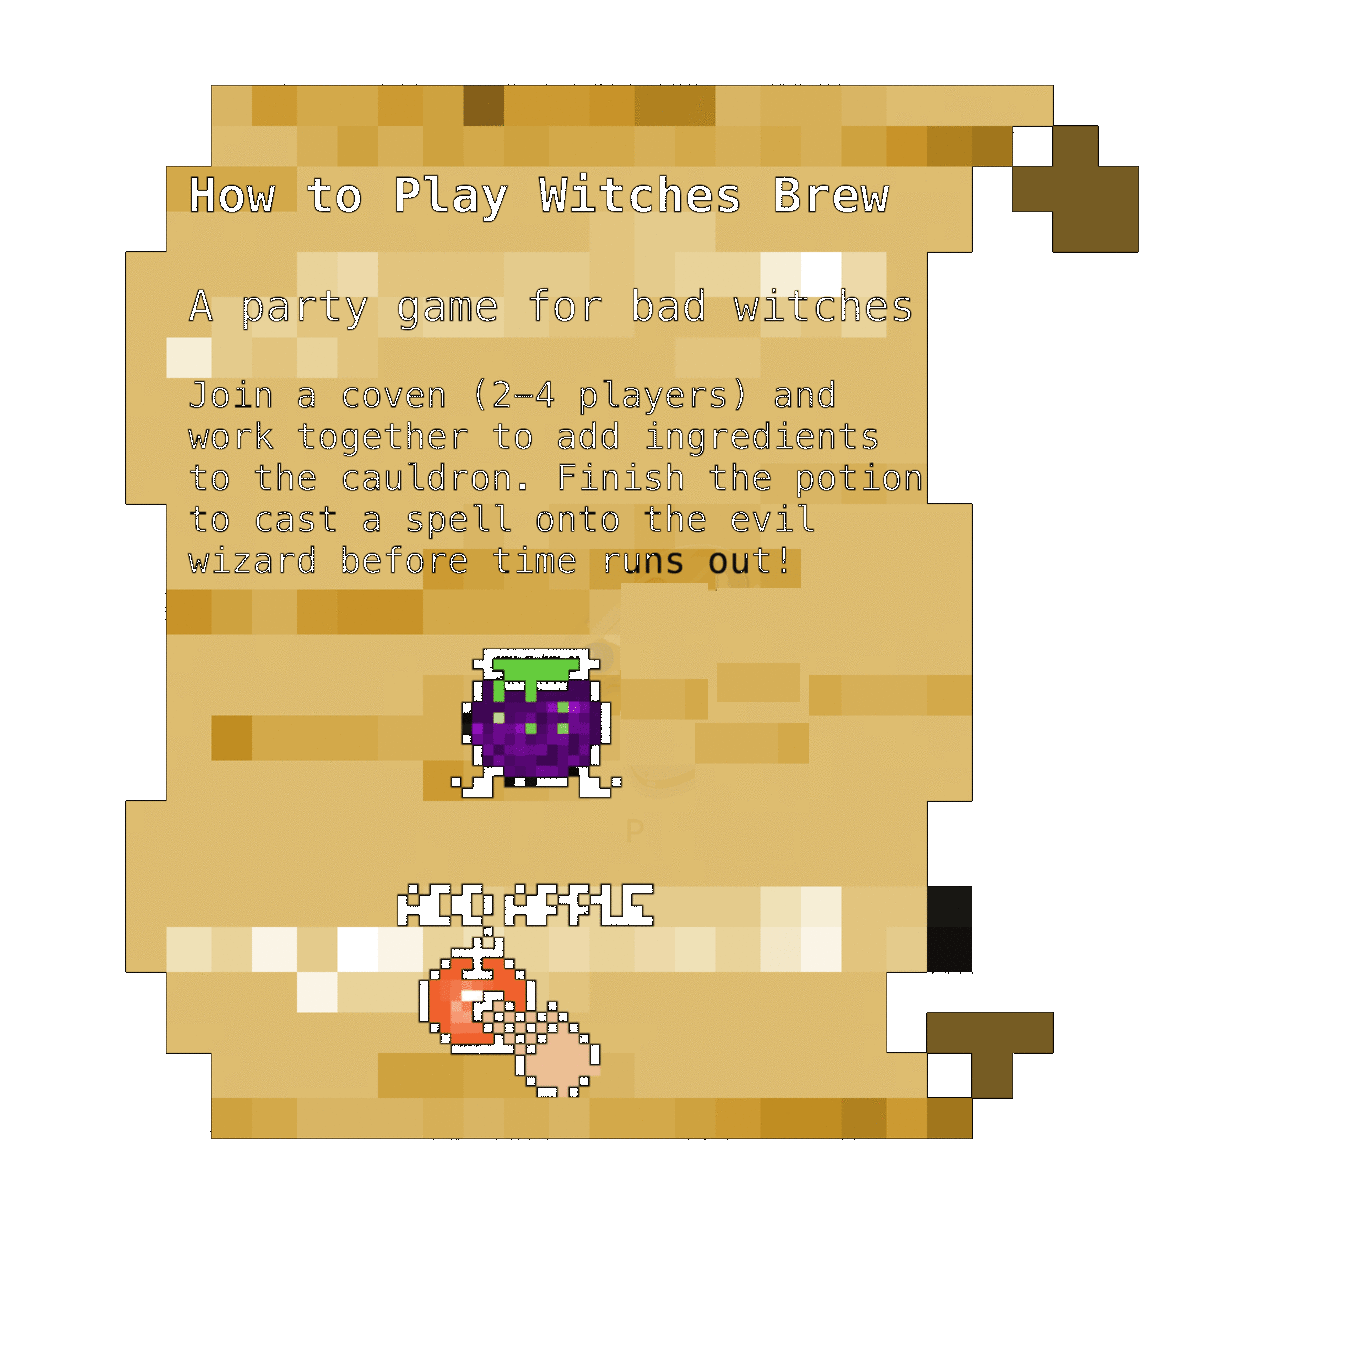 How to Play Witches Brew
A party game for bad witches
Join a coven (2–4 players) and
work together to add ingredients
to the cauldron. Finish the potion
to cast a spell onto the evil
wizard before time runs out!
P
ADD APPLE